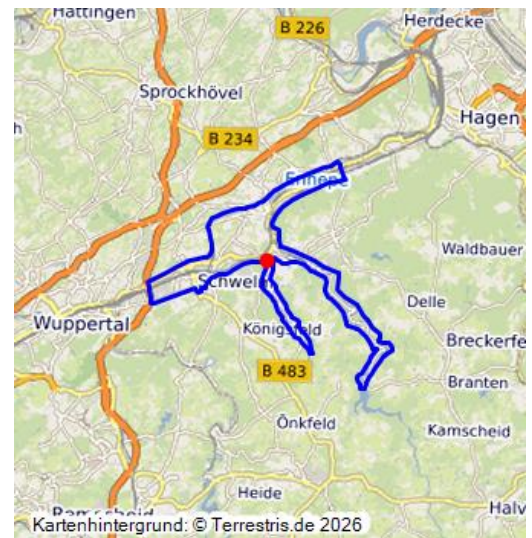 Hattingen
Herdecke
B 226
Sprockhövel
Hagen
B 234
Ennepe
Waldbauer
Schwelm
Delle
Wuppertal
Königsfeld
Breckerfe
B 483
Branten
Önkfeld
Kamscheid
Heide
Halv
Kartenhintergrund: © Terrestris.de 2026